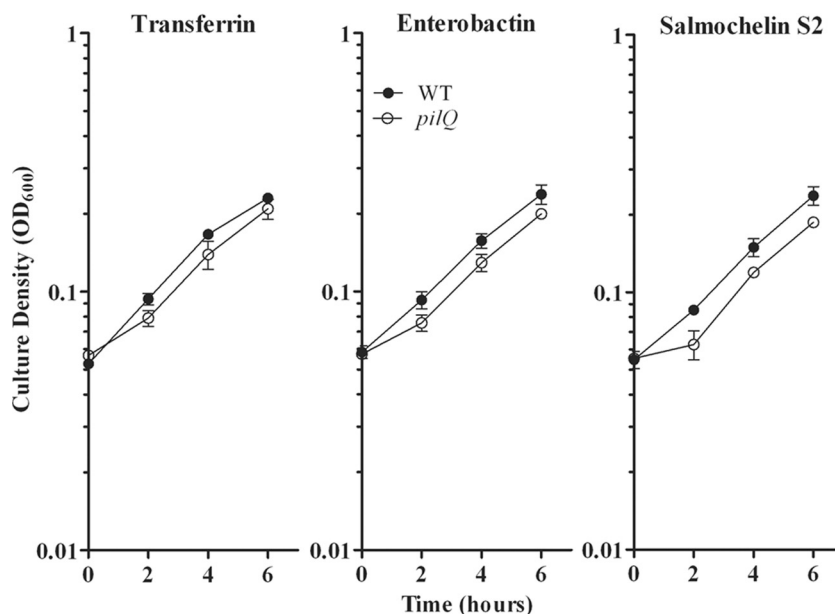 Transferrin
Enterobactin
Salmochelin S2
WT
pilQ
Culture Density (OD600)
1
0.1
0.01
0 2 4 6
1
0.1
0.01
0 2 4 6
1
0.1
0.01
0 2 4 6
Time (hours)